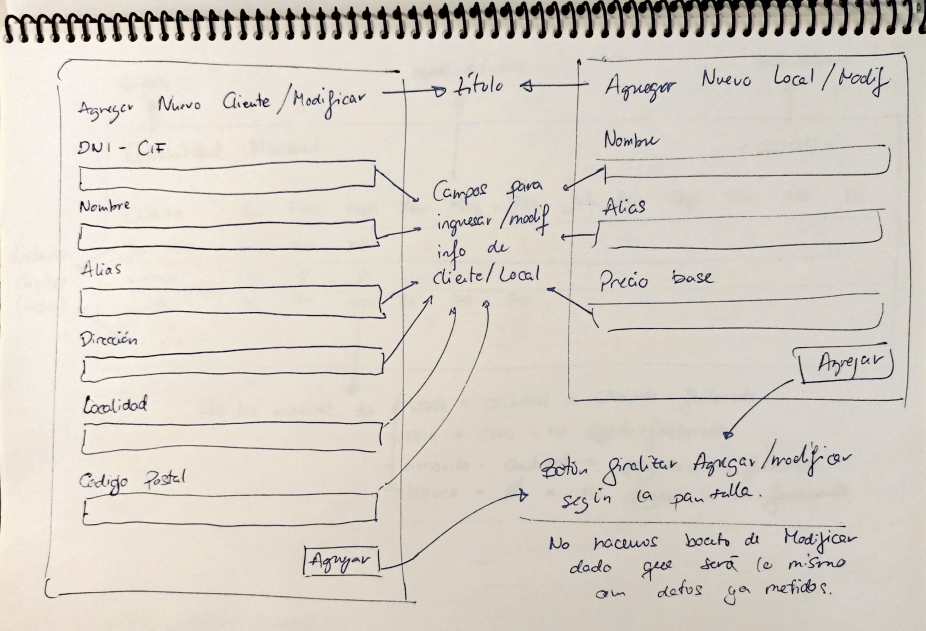 Agregar Nuevo Cliente/Modificar
DNI - CIF
Nombre
Alias
Dirección
Localidad
Codigo Postal
Agregar
título
Campos para
ingresar/modif
info de
cliente/Local
Agregar Nuevo Local/Modif
Nombre
Alias
Precio base
Agregar
Botón finalizar Agregar/modificar
según la pantalla.
No hacemos boceto de Modificar
dado que será lo mismo
con datos ya metidos.